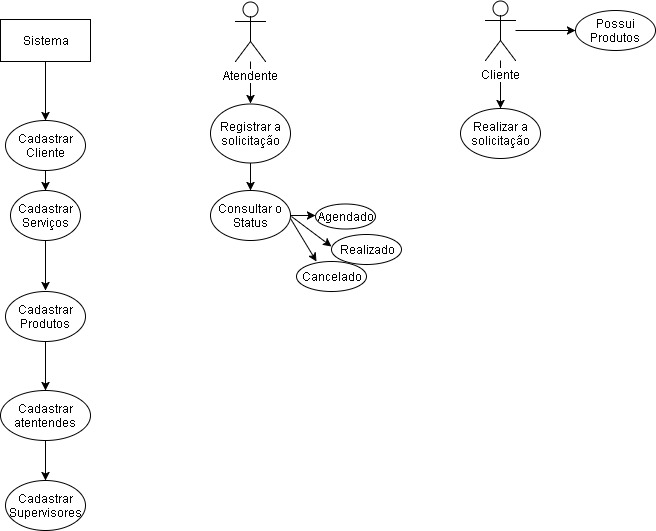 Sistema
Cadastrar
Cliente
Cadastrar
Serviços
Cadastrar
Produtos
Cadastrar
atentendes
Cadastrar
Supervisores
Atendente
Registrar a
solicitação
Consultar o
Status
Agendado
Realizado
Cancelado
Cliente
Realizar a
solicitação
Possui
Produtos